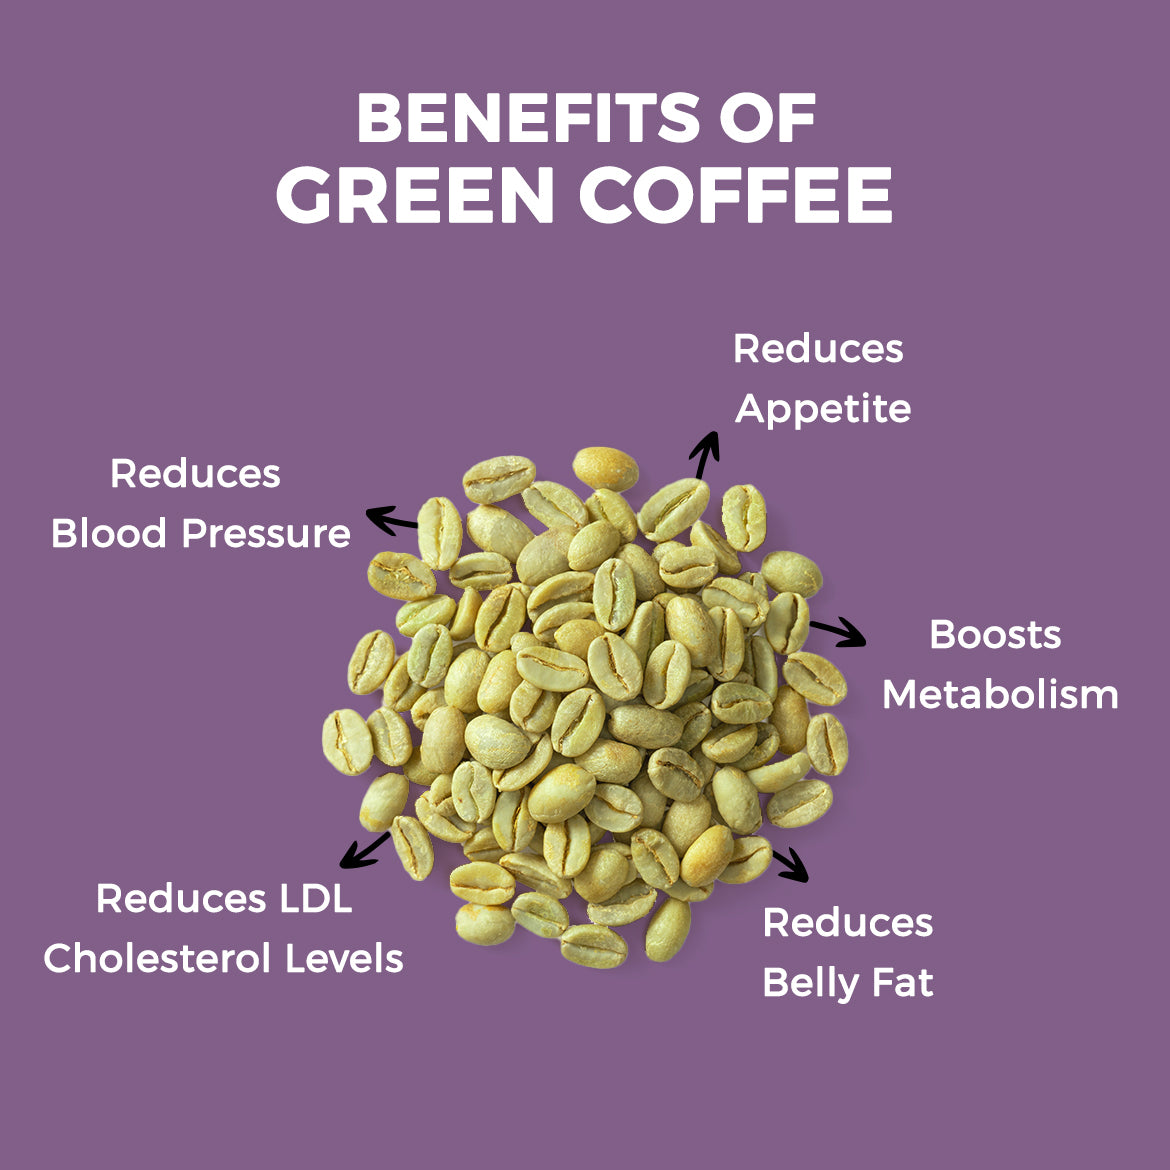 BENEFITS OF
GREEN COFFEE
Reduces
Appetite
Reduces
Blood Pressure
Boosts
Metabolism
Reduces LDL
Cholesterol Levels
Reduces
Belly Fat